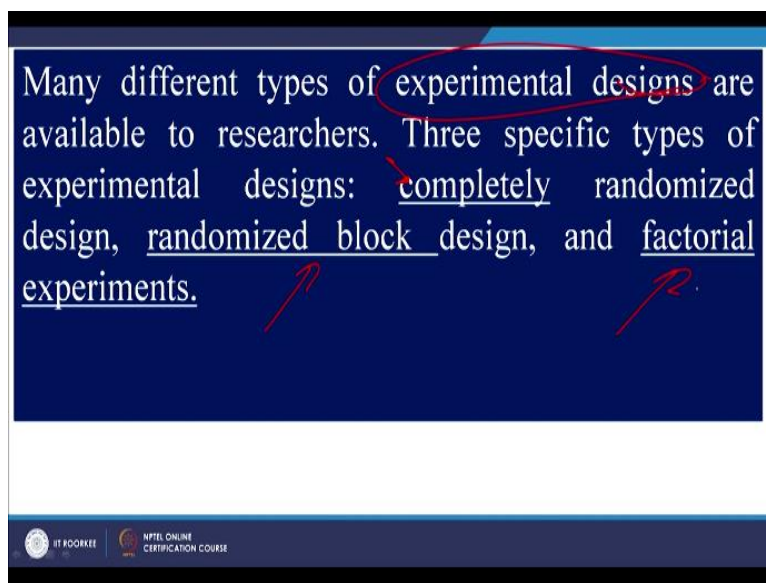 Many different types of experimental designs are
available to researchers. Three specific types of
experimental designs: completely randomized
design, randomized block design, and factorial
experiments.
IT ROORKEE
NPTEL ONLINE
CERTIFICATION COURSE